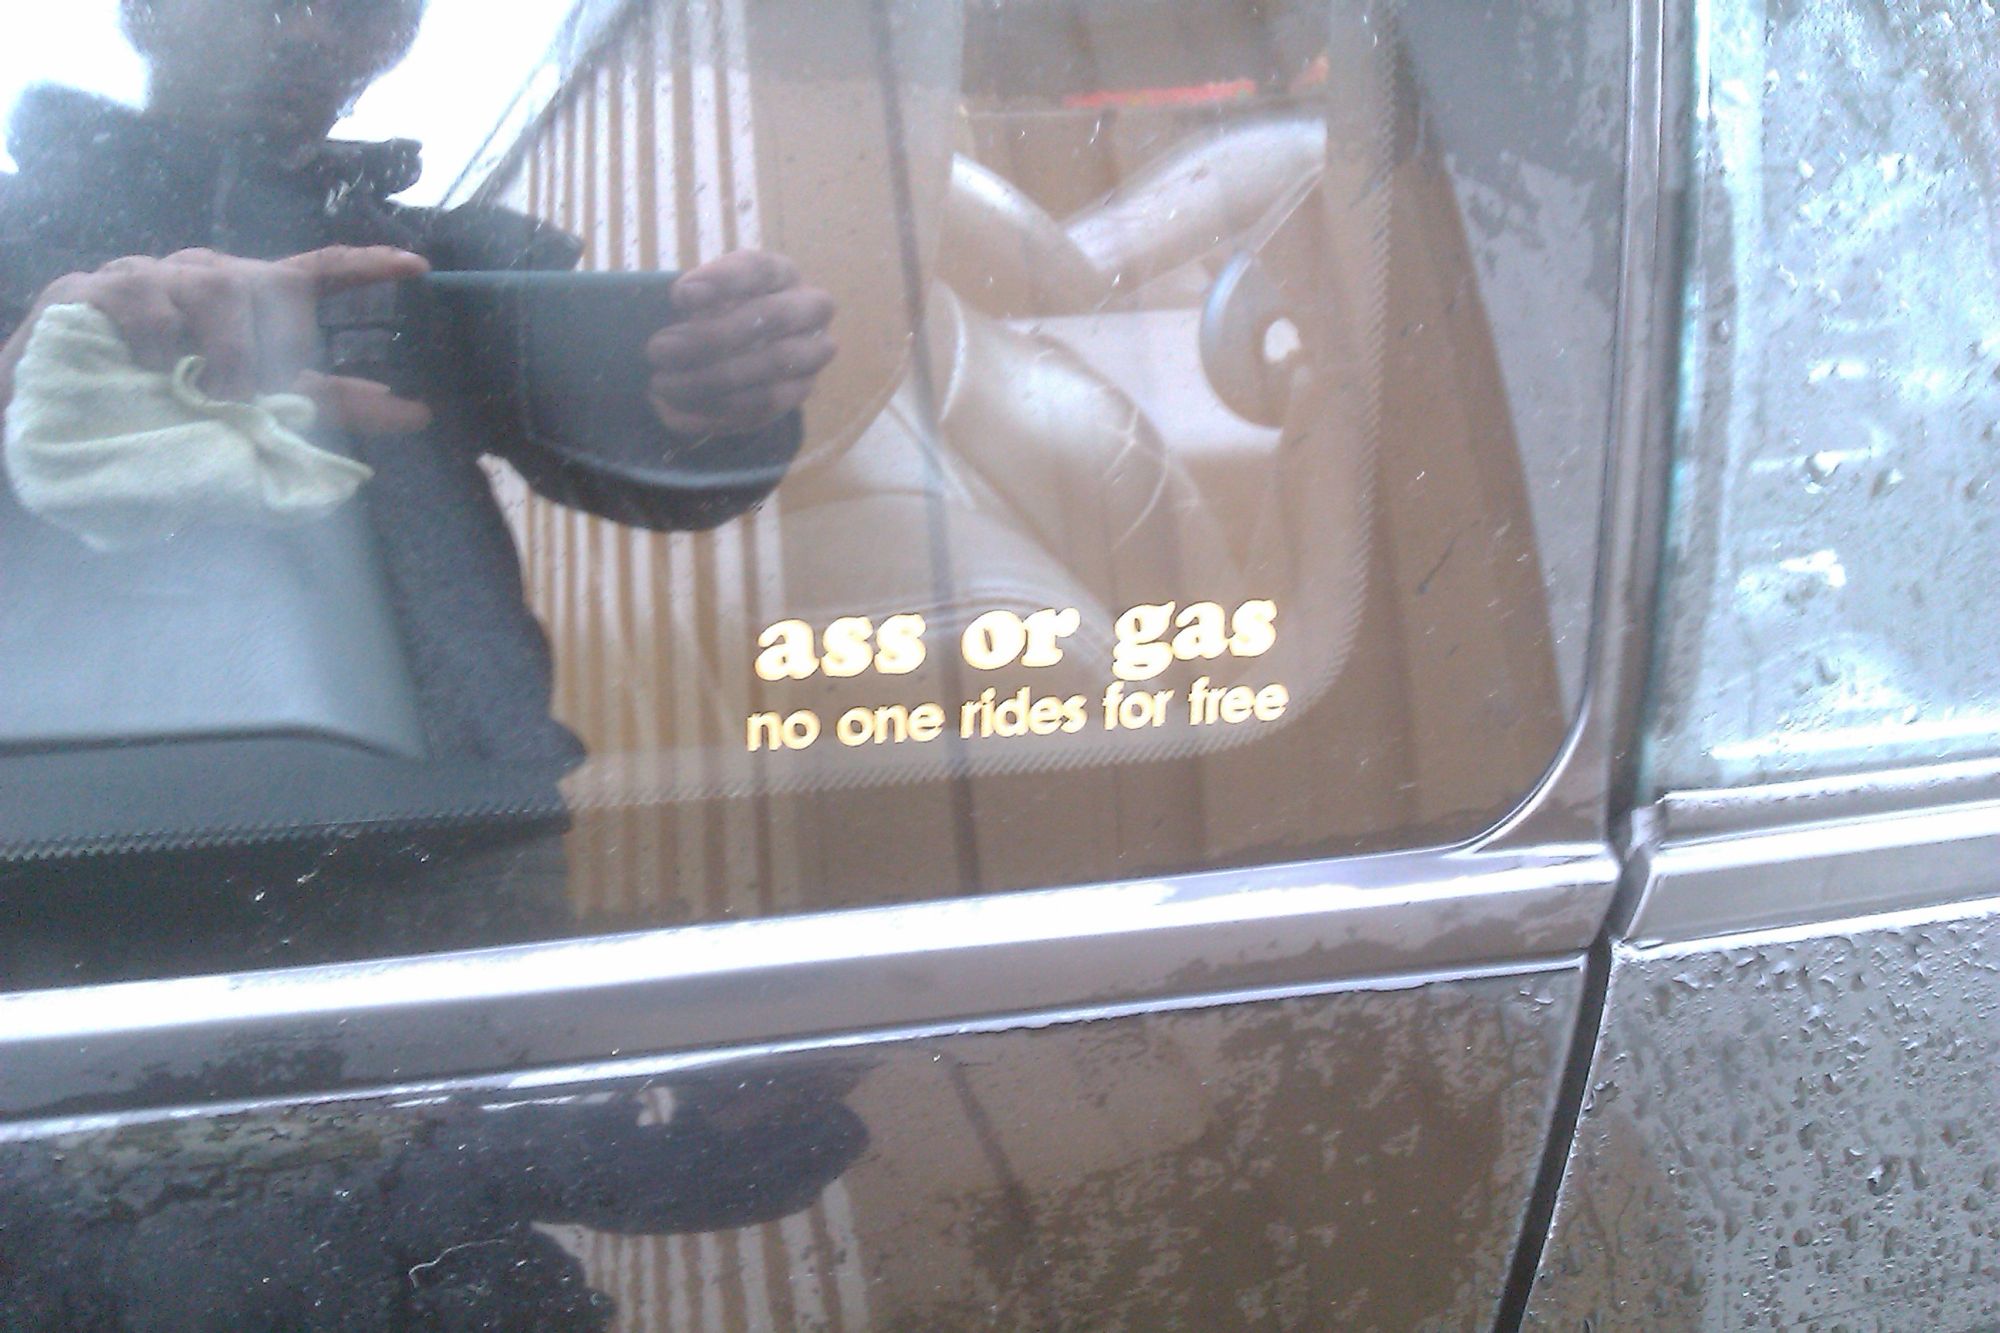 ass or gas
no one rides for free